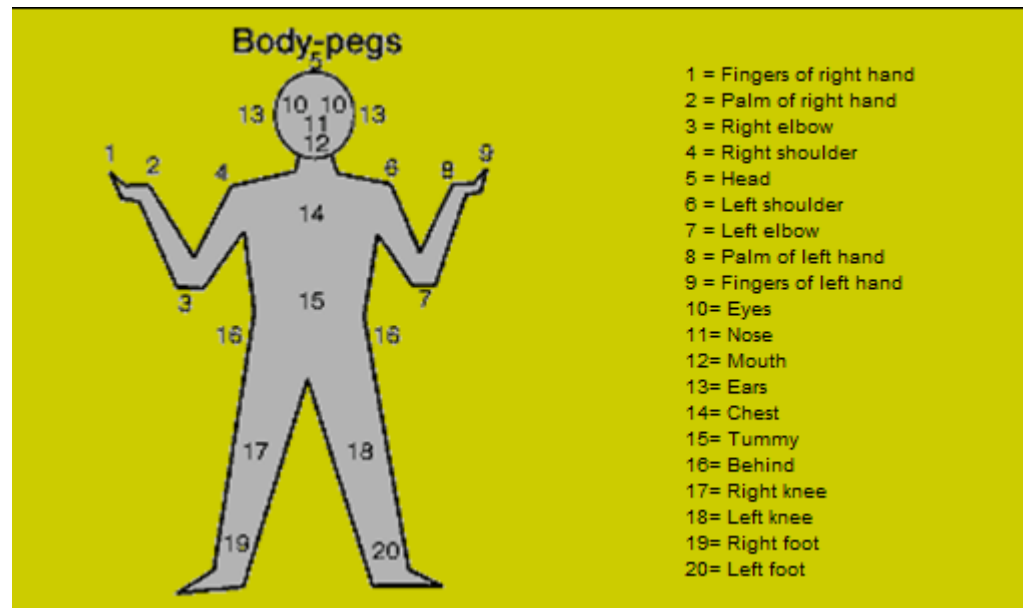 Body-pegs
5
10 10
13 13
11
12
1 2 4 6 8 9
14
3 15 7
16 16
17 18
19 20
1 = Fingers of right hand
2 = Palm of right hand
3 = Right elbow
4 = Right shoulder
5 = Head
6 = Left shoulder
7 = Left elbow
8 = Palm of left hand
9 = Fingers of left hand
10= Eyes
11= Nose
12= Mouth
13= Ears
14= Chest
15= Tummy
16= Behind
17= Right knee
18= Left knee
19= Right foot
20= Left foot